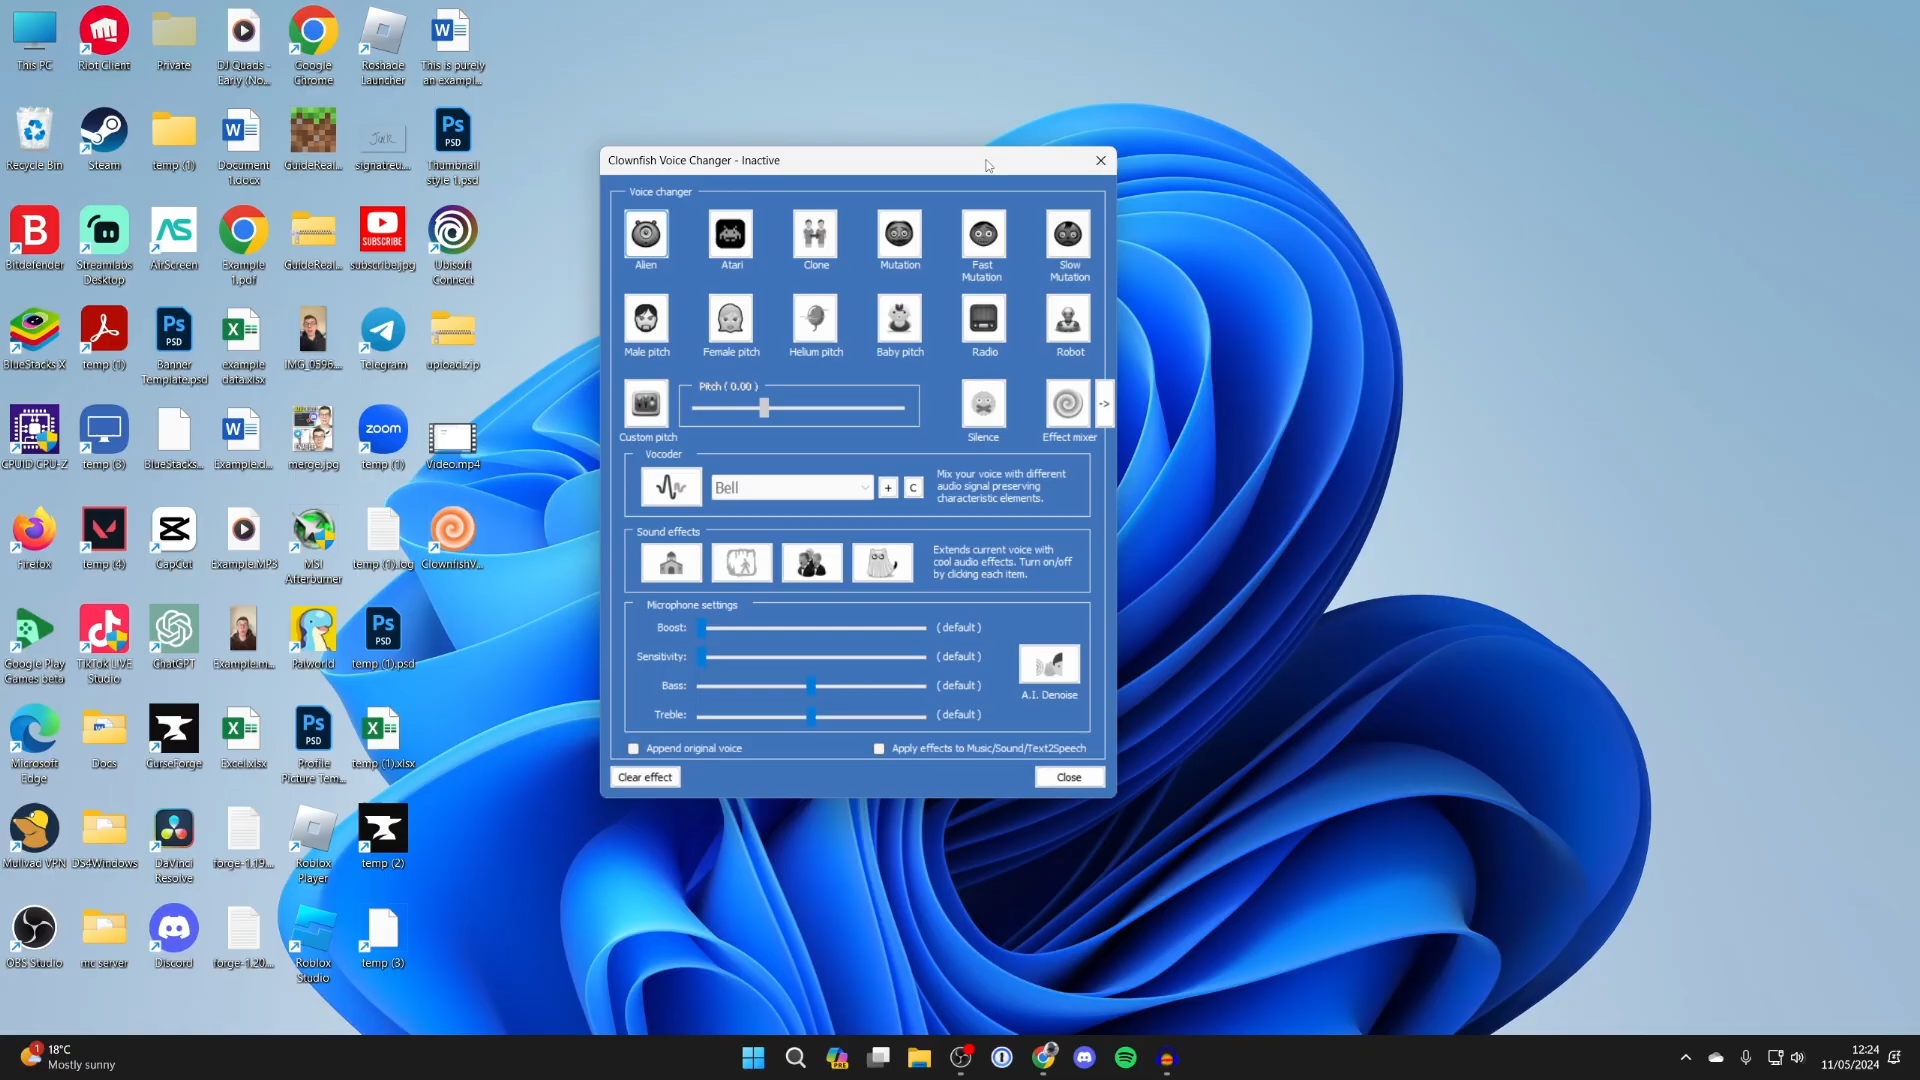 This PC
Riot Client
Private
DJ Quads -
Early (No...
Google
Chrome
Roshade
Launcher
This is purely
an exampl...
Recycle Bin
Steam
temp (1)
Document
1.docx
GuideReal...
signatreu...
Thumbnail
style 1.psd
Bitdefender
Streamlabs
Desktop
AirScreen
Example
1.pdf
GuideReal...
subscribe.jpg
Ubisoft
Connect
BlueStacks X
temp (1)
Banner
Template.psd
example
data.xlsx
IMG_0596...
Telegram
upload.zip
CPUID CPU-Z
temp (3)
BlueStacks...
Example.d...
merge.jpg
temp (1)
Video.mp4
Firefox
temp (4)
CapCut
Example.MP3
MSI
Afterburner
temp (1).log
ClownfishV...
Google Play
Games beta
TikTok LIVE
Studio
ChatGPT
Example.m...
Palworld
temp (1).psd
Microsoft
Edge
Docs
CurseForge
Excel.xlsx
Profile
Picture Tem...
temp (1).xlsx
Mullvad VPN
DS4Windows
DaVinci
Resolve
forge-1.19....
Roblox
Player
temp (2)
OBS Studio
mc server
Discord
forge-1.20....
Roblox
Studio
temp (3)
SUBSCRIBE
zoom
Clownfish Voice Changer - Inactive
Voice changer
Alien
Atari
Clone
Mutation
Fast
Mutation
Slow
Mutation
Male pitch
Female pitch
Helium pitch
Baby pitch
Radio
Robot
Pitch ( 0.00 )
->
Custom pitch
Silence
Effect mixer
Vocoder
Bell
+
C
Mix your voice with different
audio signal preserving
characteristic elements.
Sound effects
Extends current voice with
cool audio effects. Turn on/off
by clicking each item.
Microphone settings
Boost:
( default )
Sensitivity:
( default )
Bass:
( default )
A.I. Denoise
Treble:
( default )
Append original voice
Apply effects to Music/Sound/Text2Speech
Clear effect
Close
1
18°C
Mostly sunny
PRE
12:24
11/05/2024